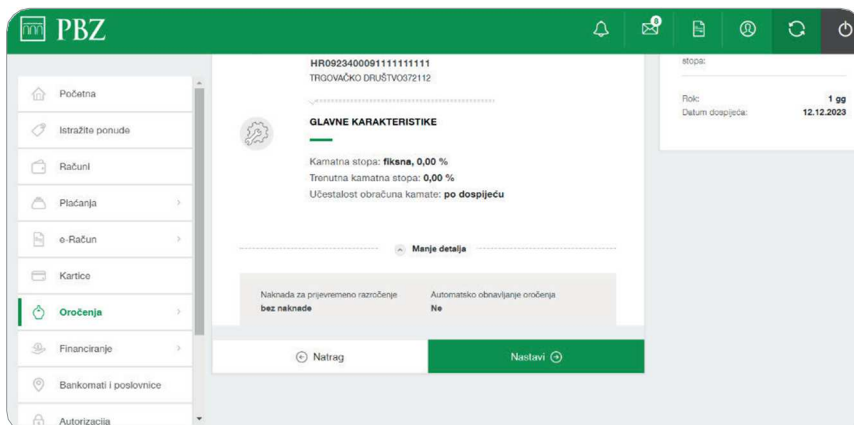 PBZ
8
Početna
Istražite ponude
Računi
Plaćanja
e-Račun
Kartice
Oročenja
Financiranje
Bankomati i poslovnice
Autorizacija
HR0923400091111111111
TRGOVAČKO DRUŠTVO372112
GLAVNE KARAKTERISTIKE
Kamatna stopa: fiksna, 0,00 %
Trenutna kamatna stopa: 0,00 %
Učestalost obračuna kamate: po dospijeću
Manje detalja
Naknada za prijevremeno razročenje
bez naknade
Automatsko obnavljanje oročenja
Ne
Natrag
Nastavi
stopa:
Rok: 1 gg
Datum dospijeća: 12.12.2023